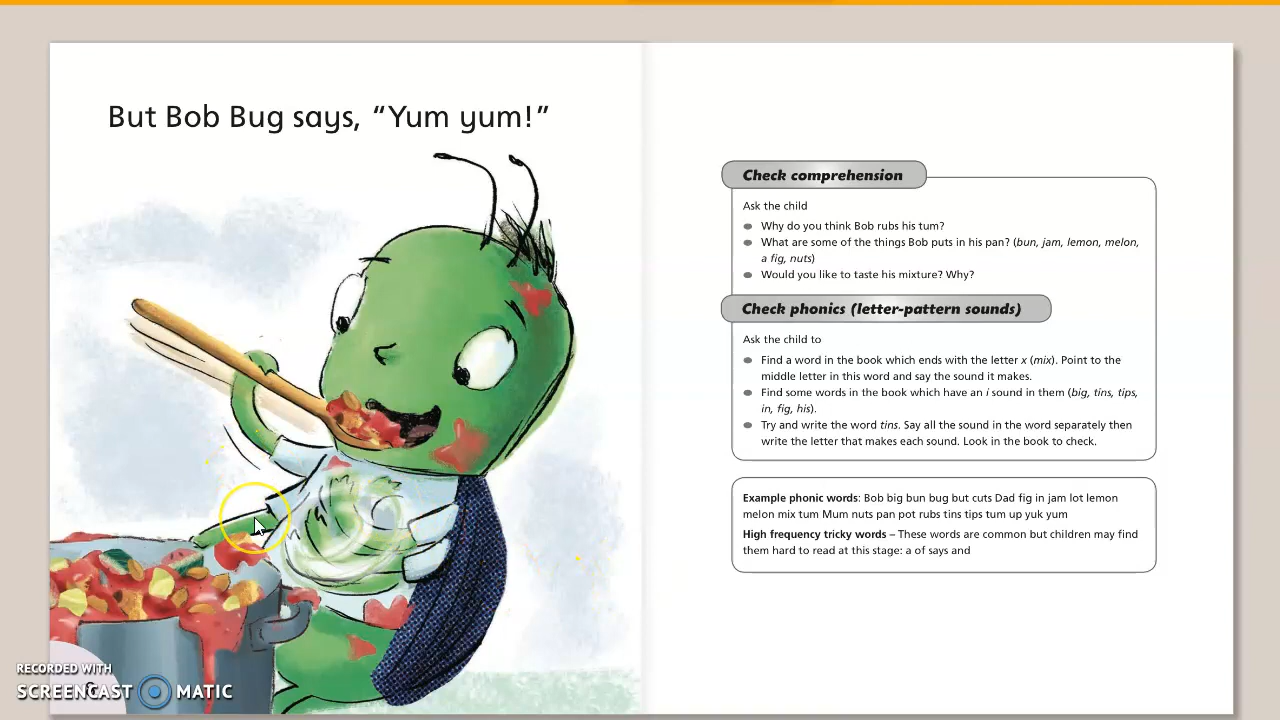 But Bob Bug says, “Yum yum!”
Check comprehension
Ask the child
Why do you think Bob rubs his tum?
What are some of the things Bob puts in his pan? (bun, jam, lemon, melon,
a fig, nuts)
Would you like to taste his mixture? Why?
Check phonics (letter-pattern sounds)
Ask the child to
Find a word in the book which ends with the letter x (mix). Point to the
middle letter in this word and say the sound it makes.
Find some words in the book which have an i sound in them (big, tins, tips,
in, fig, his).
Try and write the word tins. Say all the sound in the word separately then
write the letter that makes each sound. Look in the book to check.
Example phonic words: Bob big bun bug but cuts Dad fig in jam lot lemon
melon mix tum Mum nuts pan pot rubs tins tips tum up yuk yum
High frequency tricky words – These words are common but children may find
them hard to read at this stage: a of says and
RECORDED WITH
SCREENCAST MATIC